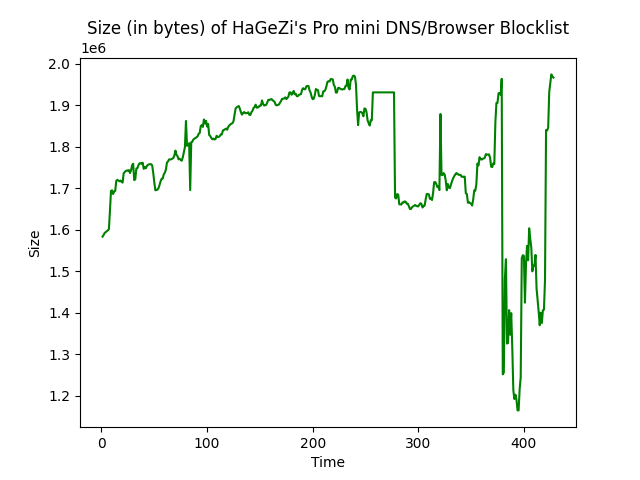 Size (in bytes) of HaGeZi's Pro mini DNS/Browser Blocklist
1e6
2.0
1.9
1.8
1.7
1.6
1.5
1.4
1.3
1.2
Size
0 100 200 300 400
Time